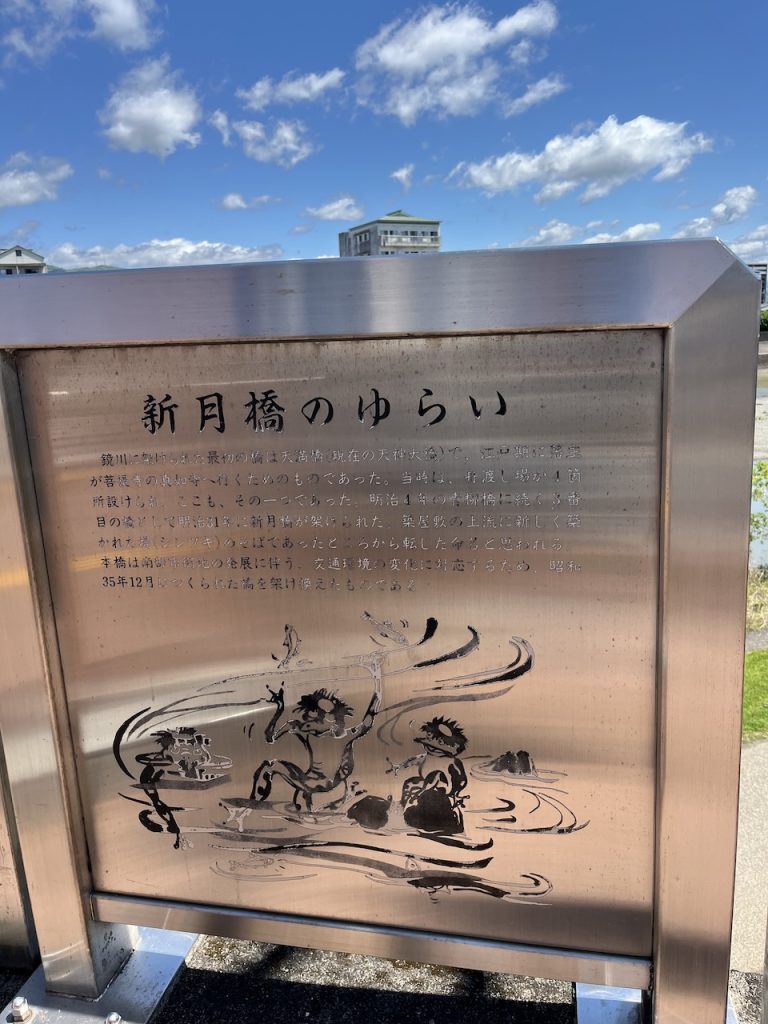 新月橋のゆらい
鏡川に架けられた最初の橋は天満橋(現在の天神大橋)で、江戸期に藩主
が菩提寺の真如寺へ行くためのものであった。当時は、舟渡し場が4箇
所設けられ、ここも、その一つであった。明治4年の 橋に続く3番
目の橋として明治31年に新月橋が架けられた。築屋敷の上流に新しく築
かれた築(シンツキ)のそばであったところから転じた命名と思われる。
本橋は南部市街地の発展に伴う、交通環境の変化に対応するため、昭和
35年12月につくられた橋を架け換えたものである。